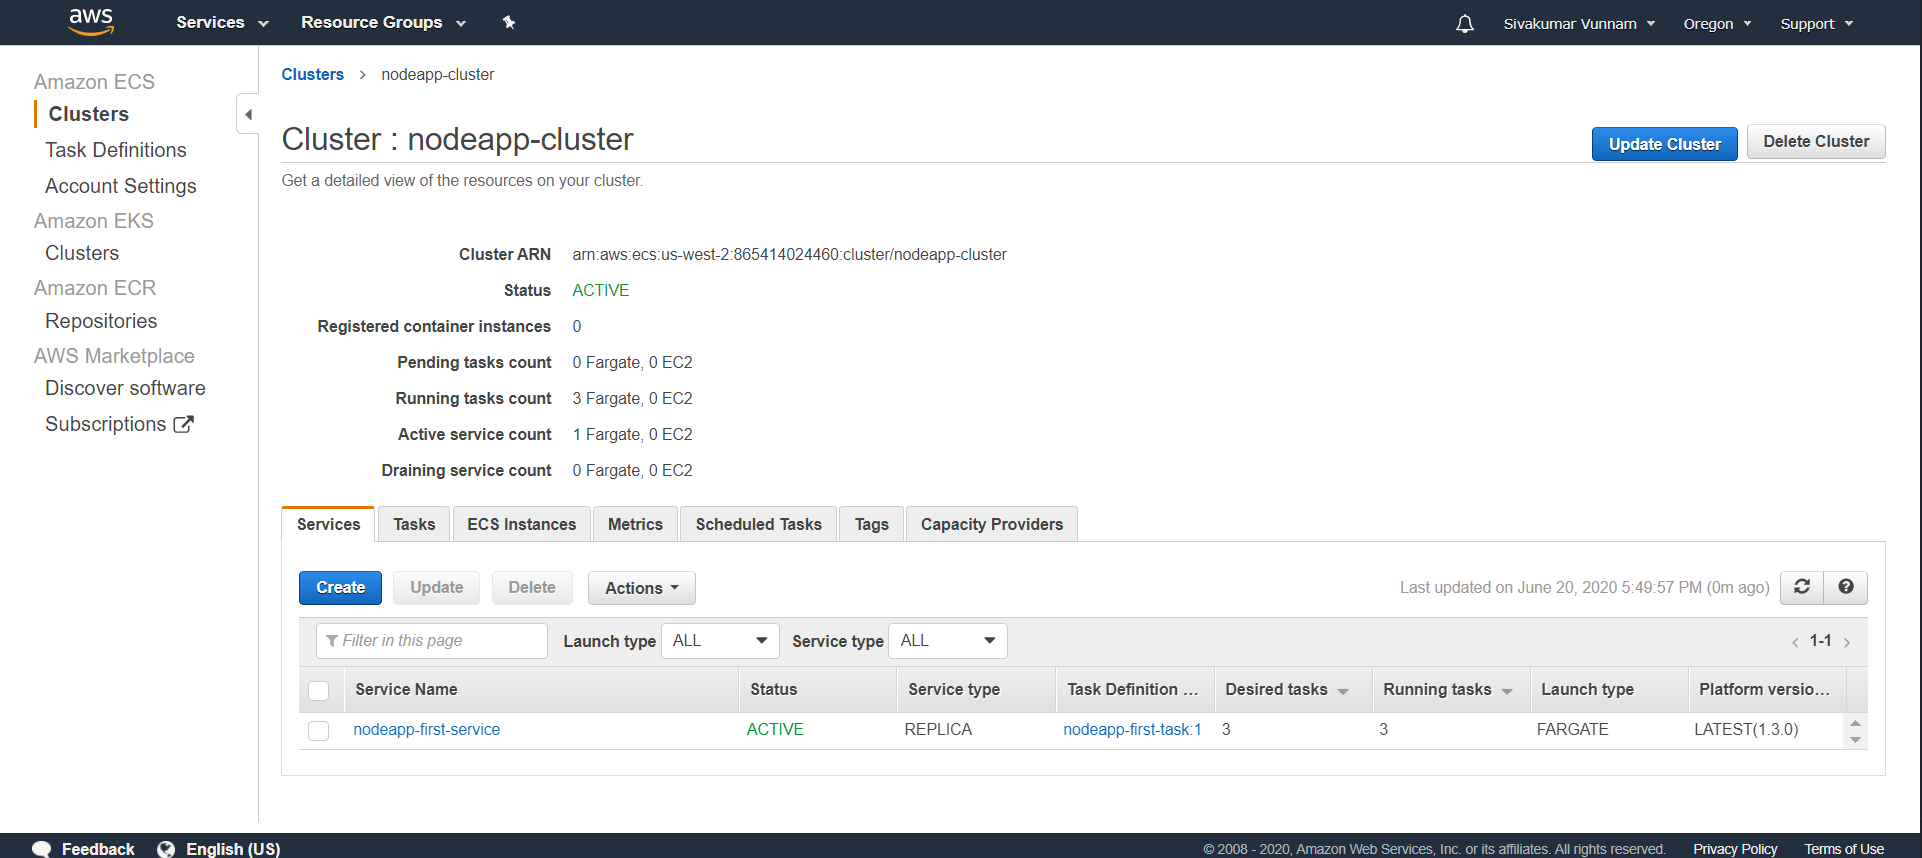 aws Services Resource Groups Sivakumar Vunnam Oregon Support
Amazon ECS
Clusters
Task Definitions
Account Settings
Amazon EKS
Clusters
Amazon ECR
Repositories
AWS Marketplace
Discover software
Subscriptions
Clusters > nodeapp-cluster
Cluster : nodeapp-cluster
Update Cluster Delete Cluster
Get a detailed view of the resources on your cluster.
Cluster ARN arn:aws:ecs:us-west-2:865414024460:cluster/nodeapp-cluster
Status ACTIVE
Registered container instances 0
Pending tasks count 0 Fargate, 0 EC2
Running tasks count 3 Fargate, 0 EC2
Active service count 1 Fargate, 0 EC2
Draining service count 0 Fargate, 0 EC2
Services Tasks ECS Instances Metrics Scheduled Tasks Tags Capacity Providers
Create Update Delete Actions Last updated on June 20, 2020 5:49:57 PM (0m ago)
Filter in this page Launch type ALL Service type ALL < 1-1 >
Service Name Status Service type Task Definition ... Desired tasks Running tasks Launch type Platform versio...
nodeapp-first-service ACTIVE REPLICA nodeapp-first-task:1 3 3 FARGATE LATEST(1.3.0)
Feedback English (US) © 2008 - 2020, Amazon Web Services, Inc. or its affiliates. All rights reserved. Privacy Policy Terms of Use